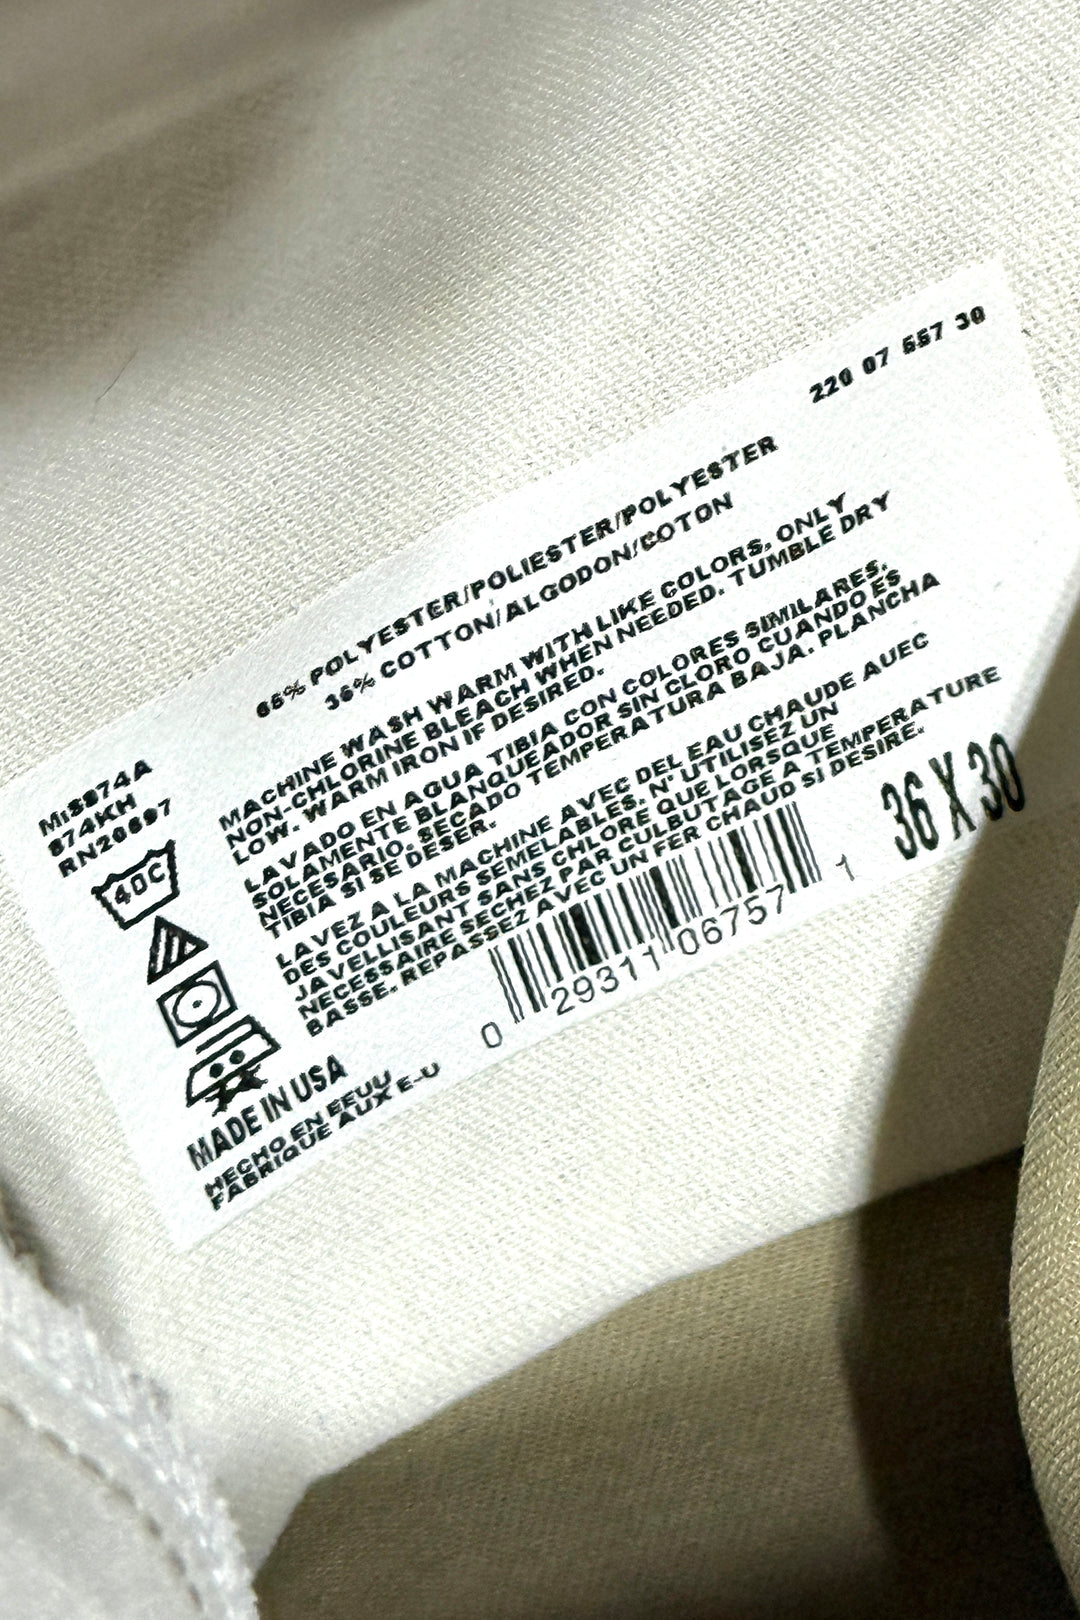 220 07 557 30
65% POLYESTER/POLIESTER/POLYESTER
35% COTTON/ALGODON/COTON
MACHINE WASH WARM WITH LIKE COLORS. ONLY
NON-CHLORINE BLEACH WHEN NEEDED. TUMBLE DRY
LOW. WARM IRON IF DESIRED.
LAVADO EN AGUA TIBIA CON COLORES SIMILARES.
SOLAMENTE BLANQUEADOR SIN CLORO CUANDO ES
NECESARIO. SECADO TEMPERATURA BAJA. PLANCHA
TIBIA SI SE DESER.
LAVEZ A LA MACHINE AVEC DEL EAU CHAUDE AUEC
DES COULEURS SEMELABLES. N' UTILISEZ UN
JAVELLISANT SANS CHLORE QUE LORSQUE
NECESSAIRE SECHEZ PAR CULBUTAGE A TEMPERATURE
BASSE. REPASSEZ AVEC UN FER CHAUD SI DESIRE.
874KH
40C
MADE IN USA
HECHO EN EEUU
FABRIQUE AUX E-U
0 29311 06757 1
36 X 30